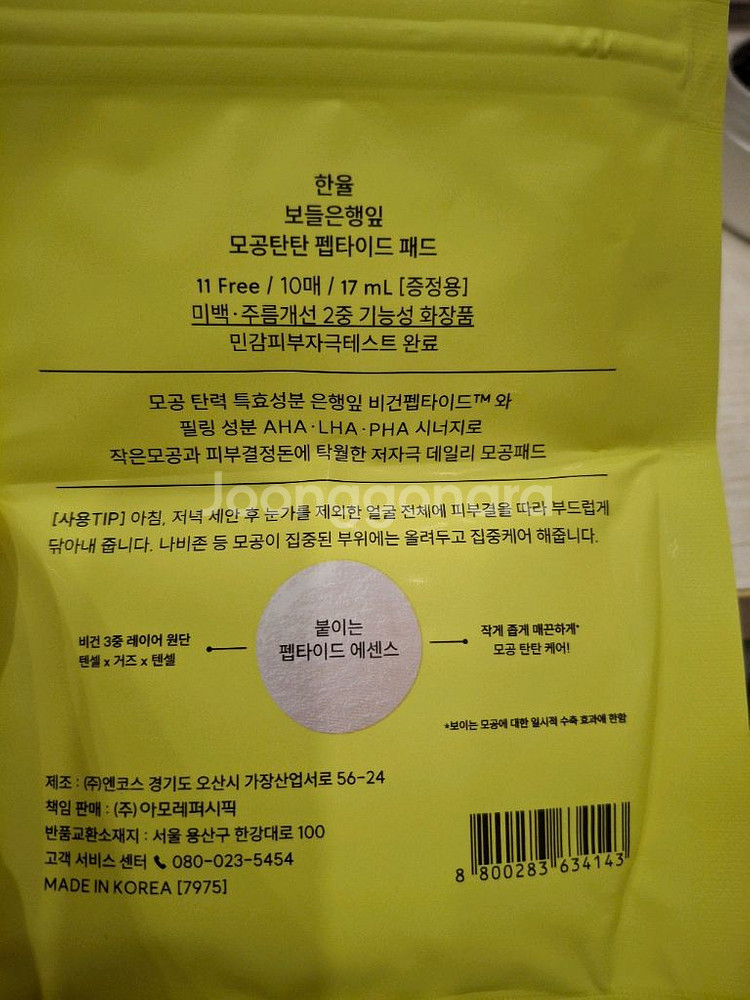 한율
보들은행잎
모공탄탄 펩타이드 패드
11 Free / 10매 / 17 mL [증정용]
미백·주름개선 2중 기능성 화장품
민감피부자극테스트 완료
모공 탄력 특효성분 은행잎 비건펩타이드™ 와
필링 성분 AHA·LHA·PHA 시너지로
작은모공과 피부결정돈에 탁월한 저자극 데일리 모공패드
Joonggonara
[사용TIP] 아침, 저녁 세안 후 눈가를 제외한 얼굴 전체에 피부결을 따라 부드럽게
닦아내 줍니다. 나비존 등 모공이 집중된 부위에는 올려두고 집중케어 해줍니다.
비건 3중 레이어 원단
텐셀 x 거즈 x 텐셀
붙이는
펩타이드 에센스
작게 좁게 매끈하게*
모공 탄탄 케어!
*보이는 모공에 대한 일시적 수축 효과에 한함
제조 : ㈜엔코스 경기도 오산시 가장산업서로 56-24
책임 판매 : (주)아모레퍼시픽
반품교환소재지 : 서울 용산구 한강대로 100
고객 서비스 센터 📞 080-023-5454
MADE IN KOREA [7975]
8 800283 634143